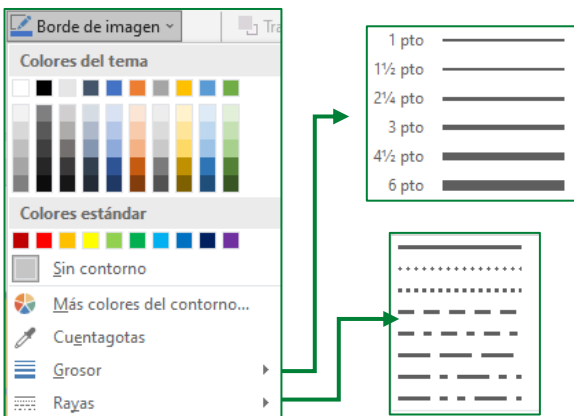 Borde de imagen
Colores del tema
Colores estándar
Sin contorno
Más colores del contorno...
Cuentagotas
Grosor
Rayas
1 pto
1½ pto
2¼ pto
3 pto
4½ pto
6 pto